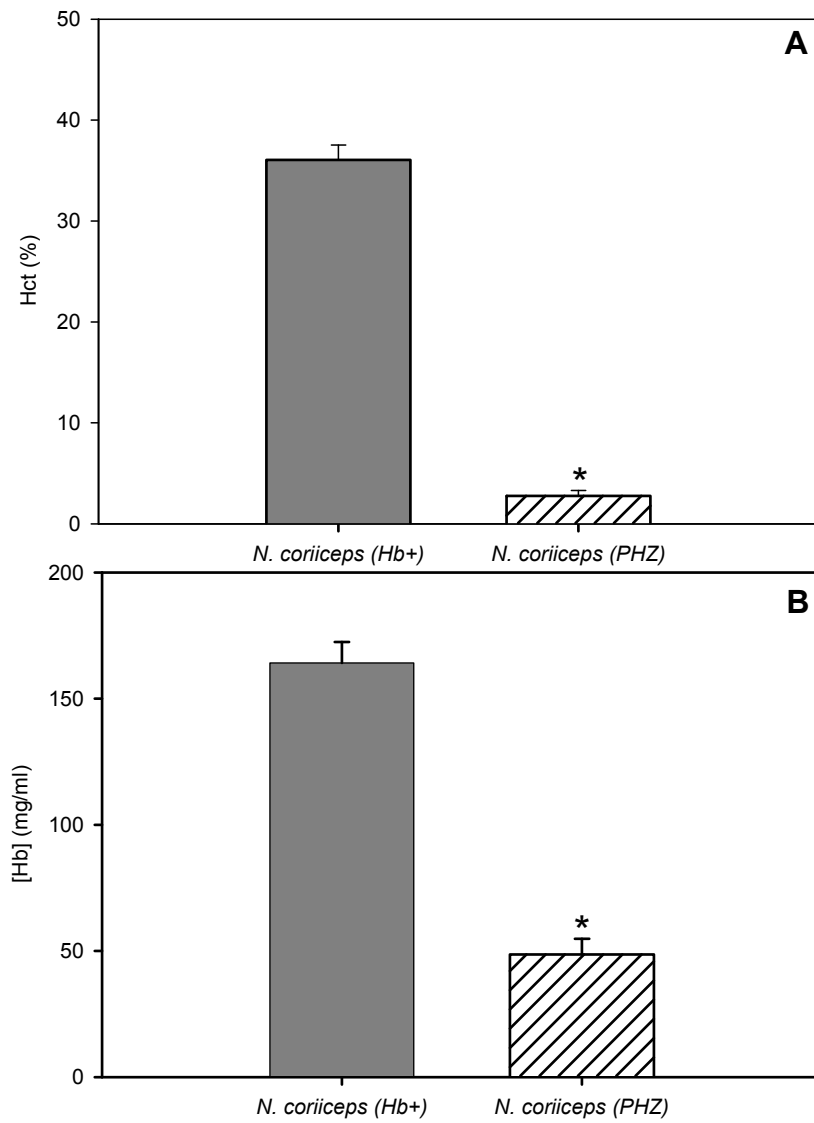 A
50
40
30
20
10
0
Hct (%)
*
N. coriiceps (Hb+) N. coriiceps (PHZ)
B
200
150
100
50
0
[Hb] (mg/ml)
*
N. coriiceps (Hb+) N. coriiceps (PHZ)